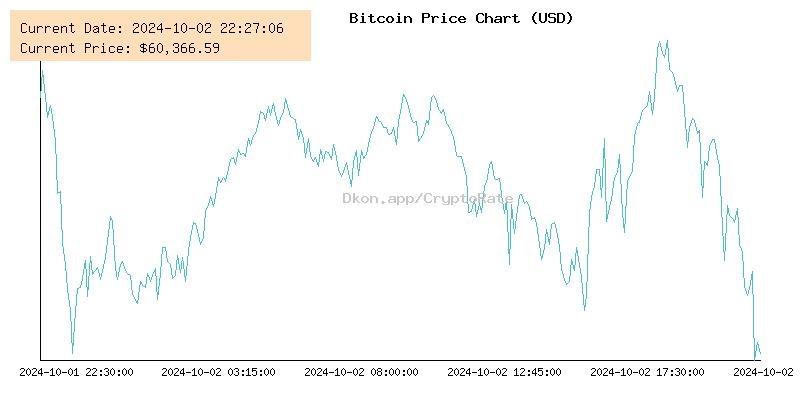 Bitcoin Price Chart (USD)
Current Date: 2024-10-02 22:27:06
Current Price: $60,366.59
Dkon.app/CryptoRate
2024-10-01 22:30:00
2024-10-02 03:15:00
2024-10-02 08:00:00
2024-10-02 12:45:00
2024-10-02 17:30:00
2024-10-02